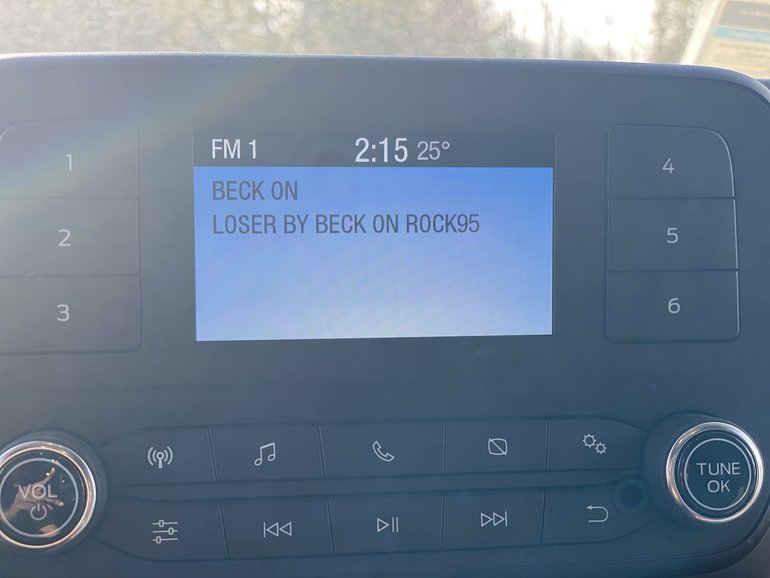 FM 1 2:15 25°
BECK ON
LOSER BY BECK ON ROCK95
1
2
3
4
5
6
VOL
TUNE
OK